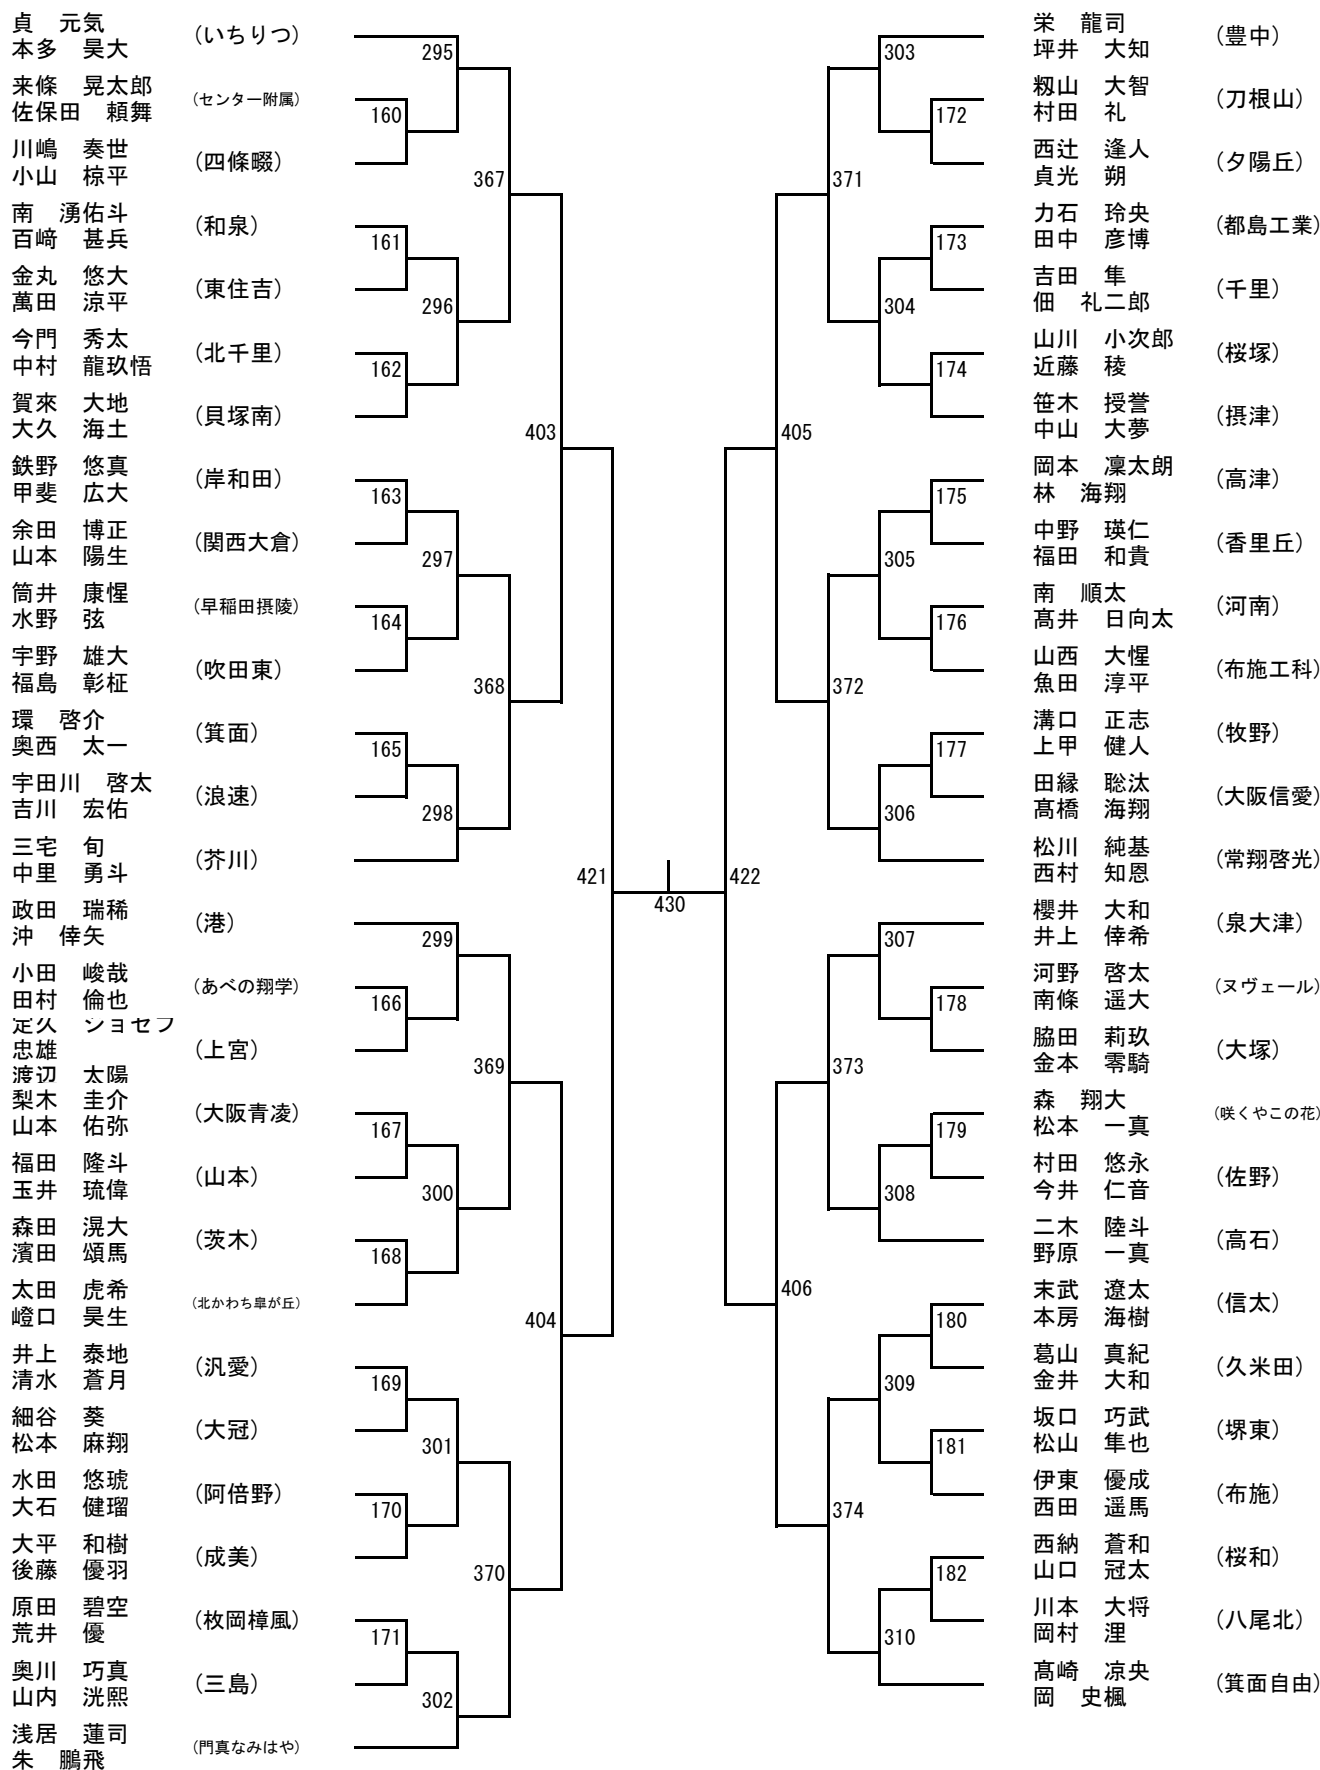 貞　元気
本多　昊大
（いちりつ）
来條　晃太郎
佐保田　頼舞
（センター附属）
川嶋　奏世
小山　椋平
（四條畷）
南　湧佑斗
百﨑　甚兵
（和泉）
金丸　悠大
萬田　涼平
（東住吉）
今門　秀太
中村　龍玖悟
（北千里）
賀來　大地
大久　海土
（貝塚南）
鉄野　悠真
甲斐　広大
（岸和田）
余田　博正
山本　陽生
（関西大倉）
筒井　康惺
水野　弦
（早稲田摂陵）
宇野　雄大
福島　彰柾
（吹田東）
環　啓介
奥西　太一
（箕面）
宇田川　啓太
吉川　宏佑
（浪速）
三宅　旬
中里　勇斗
（芥川）
政田　瑞稀
沖　倖矢
（港）
小田　峻哉
田村　倫也
（あべの翔学）
定久　ジョセフ
忠雄
渡辺　太陽
（上宮）
梨木　圭介
山本　佑弥
（大阪青凌）
福田　隆斗
玉井　琉偉
（山本）
森田　滉大
濱田　頌馬
（茨木）
太田　虎希
嶝口　昊生
（北かわち皐が丘）
井上　泰地
清水　蒼月
（汎愛）
細谷　葵
松本　麻翔
（大冠）
水田　悠琥
大石　健瑠
（阿倍野）
大平　和樹
後藤　優羽
（成美）
原田　碧空
荒井　優
（枚岡樟風）
奥川　巧真
山内　洸熙
（三島）
浅居　蓮司
朱　鵬飛
（門真なみはや）
295
160
367
161
296
162
403
163
297
164
368
165
298
421
299
166
369
167
300
168
404
169
301
170
370
171
302
430
422
303
172
371
173
304
174
405
175
305
176
372
177
306
307
178
373
179
308
406
180
309
181
374
182
310
栄　龍司
坪井　大知
（豊中）
籾山　大智
村田　礼
（刀根山）
西辻　逢人
貞光　朔
（夕陽丘）
力石　玲央
田中　彦博
（都島工業）
吉田　隼
佃　礼二郎
（千里）
山川　小次郎
近藤　稜
（桜塚）
笹木　授誉
中山　大夢
（摂津）
岡本　凜太朗
林　海翔
（高津）
中野　瑛仁
福田　和貴
（香里丘）
南　順太
髙井　日向太
（河南）
山西　大惺
魚田　淳平
（布施工科）
溝口　正志
上甲　健人
（牧野）
田縁　聡汰
髙橋　海翔
（大阪信愛）
松川　純基
西村　知恩
（常翔啓光）
櫻井　大和
井上　倖希
（泉大津）
河野　啓太
南條　遥大
（ヌヴェール）
脇田　莉玖
金本　零騎
（大塚）
森　翔大
松本　一真
（咲くやこの花）
村田　悠永
今井　仁音
（佐野）
二木　陸斗
野原　一真
（高石）
末武　遼太
本房　海樹
（信太）
葛山　真紀
金井　大和
（久米田）
坂口　巧武
松山　隼也
（堺東）
伊東　優成
西田　遥馬
（布施）
西納　蒼和
山口　冠太
（桜和）
川本　大将
岡村　浬
（八尾北）
髙崎　凉央
岡　史楓
（箕面自由）